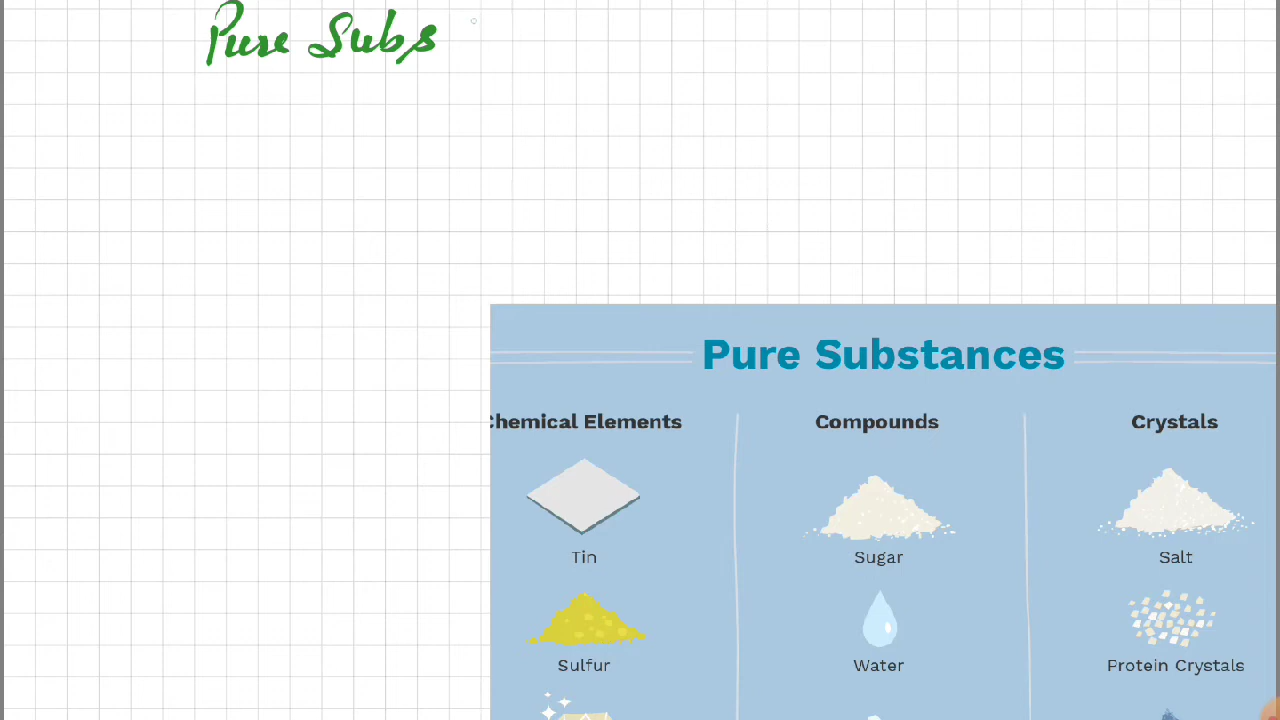 Pure Subs
Pure Substances
Chemical Elements Compounds Crystals
Tin Sugar Salt
Sulfur Water Protein Crystals